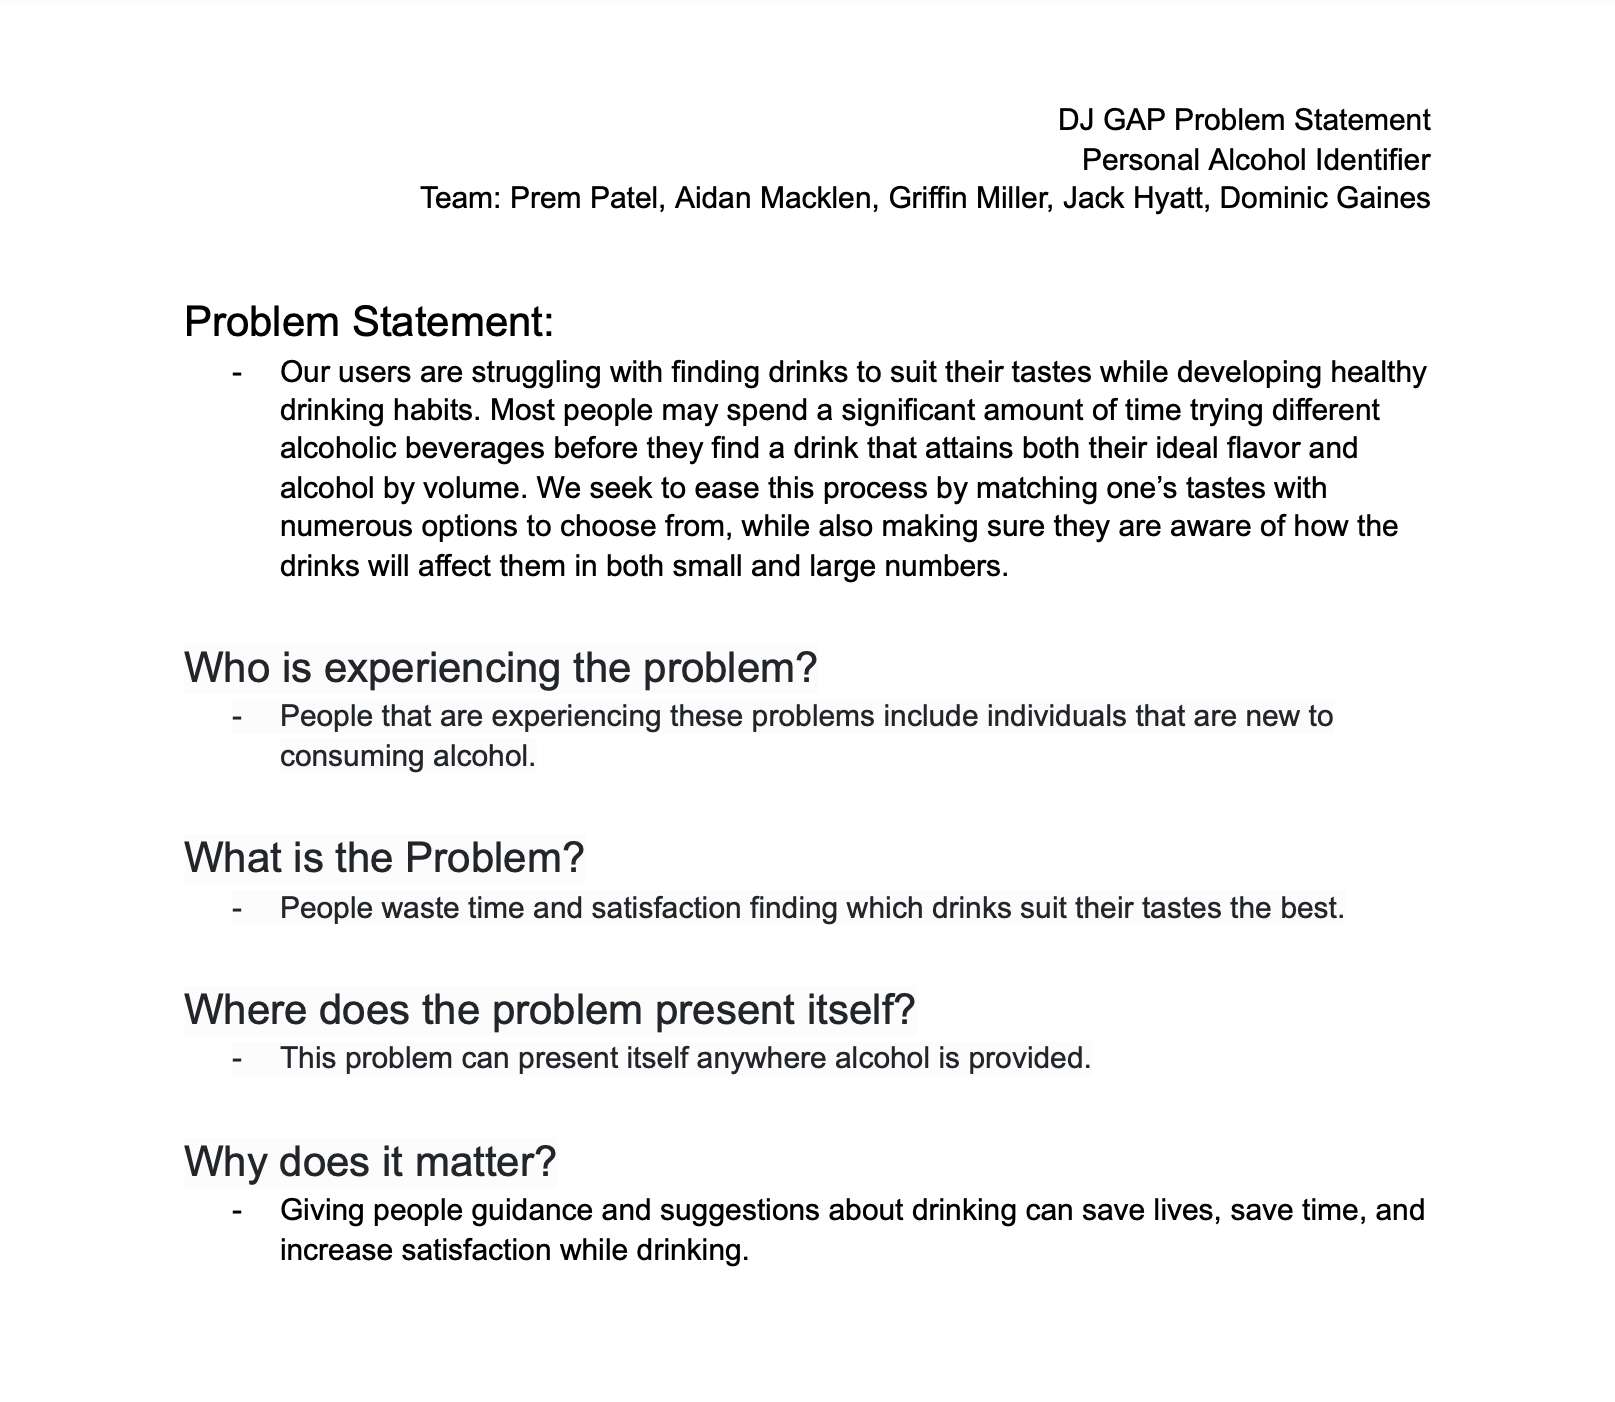 DJ GAP Problem Statement
Personal Alcohol Identifier
Team: Prem Patel, Aidan Macklen, Griffin Miller, Jack Hyatt, Dominic Gaines
Problem Statement:
- Our users are struggling with finding drinks to suit their tastes while developing healthy
drinking habits. Most people may spend a significant amount of time trying different
alcoholic beverages before they find a drink that attains both their ideal flavor and
alcohol by volume. We seek to ease this process by matching one’s tastes with
numerous options to choose from, while also making sure they are aware of how the
drinks will affect them in both small and large numbers.
Who is experiencing the problem?
- People that are experiencing these problems include individuals that are new to
consuming alcohol.
What is the Problem?
- People waste time and satisfaction finding which drinks suit their tastes the best.
Where does the problem present itself?
- This problem can present itself anywhere alcohol is provided.
Why does it matter?
- Giving people guidance and suggestions about drinking can save lives, save time, and
increase satisfaction while drinking.